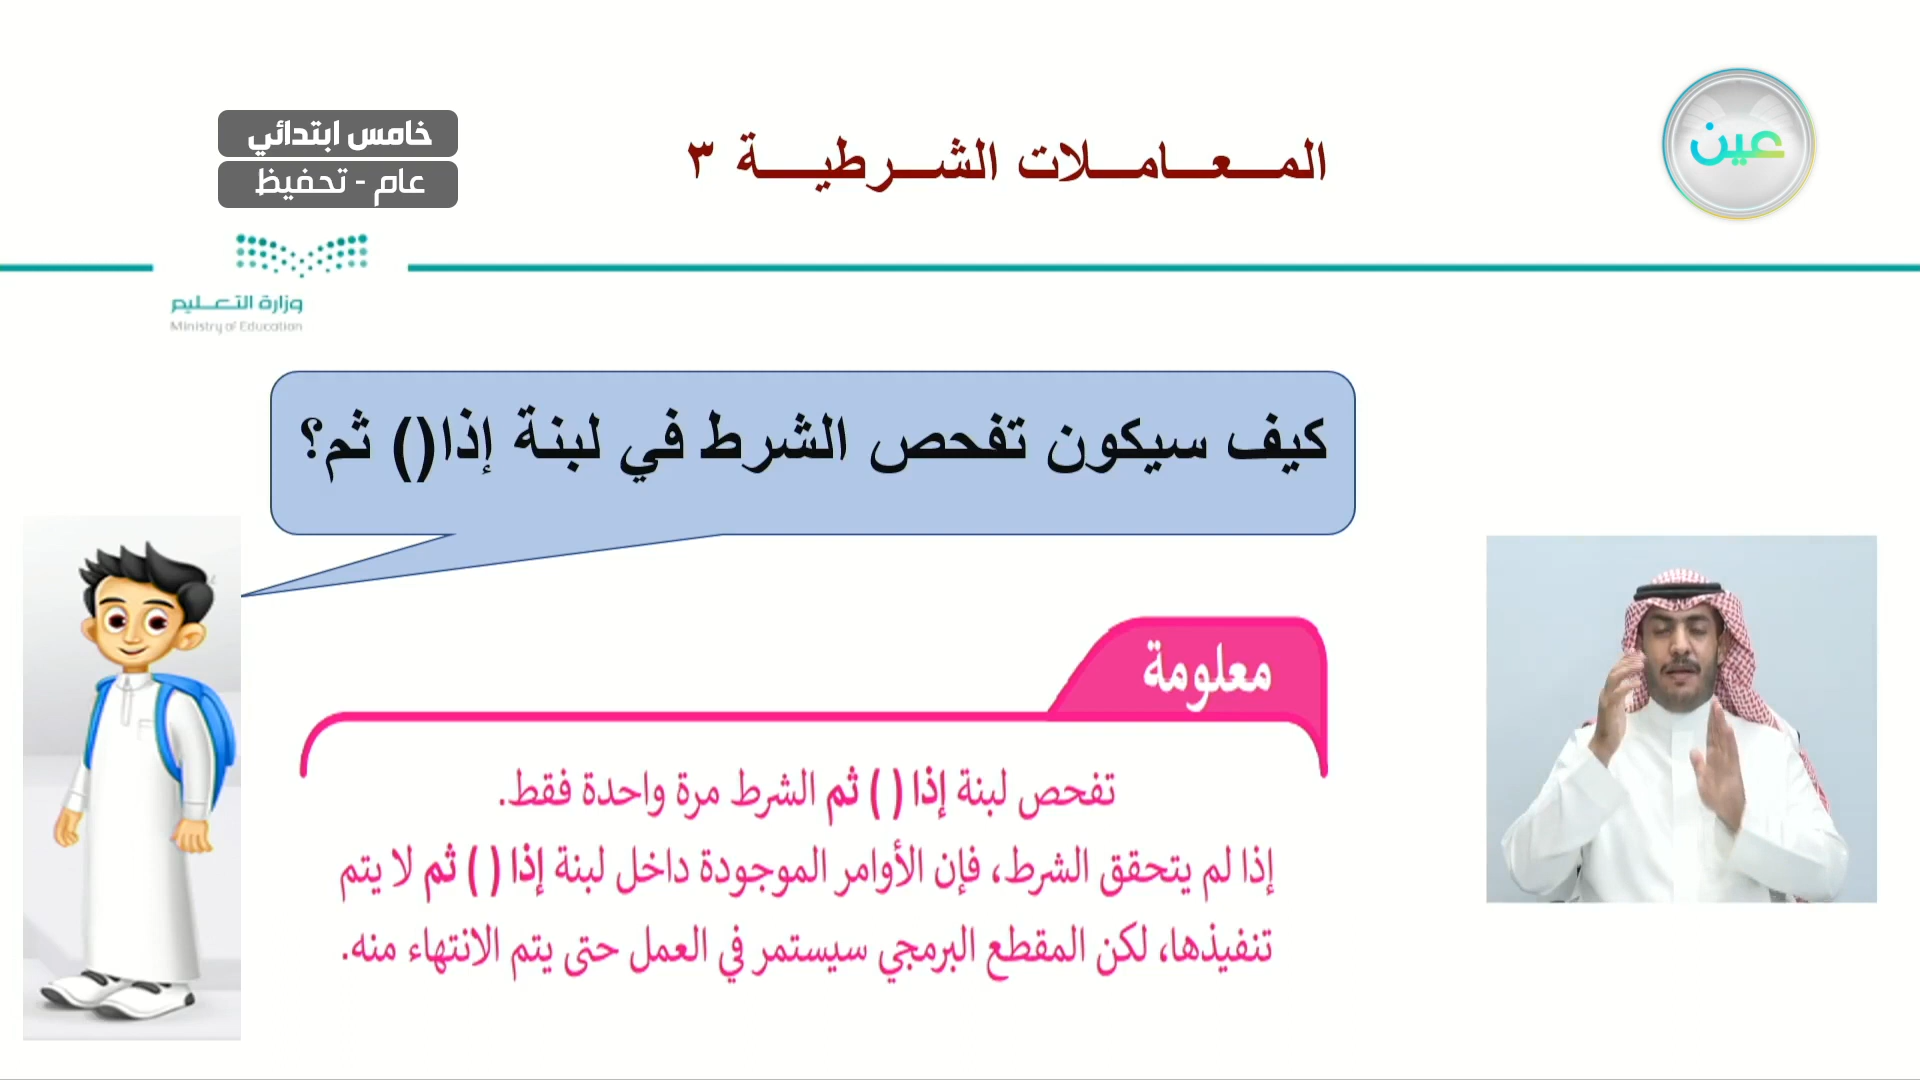 خامس ابتدائي
عام - تحفيظ
المعاملات الشرطية ٣
عين
وزارة التعليم
Ministry of Education
كيف سيكون تفحص الشرط في لبنة إذا() ثم؟
معلومة
تفحص لبنة إذا ( ) ثم الشرط مرة واحدة فقط.
إذا لم يتحقق الشرط، فإن الأوامر الموجودة داخل لبنة إذا ( ) ثم لا يتم
تنفيذها، لكن المقطع البرمجي سيستمر في العمل حتى يتم الانتهاء منه.